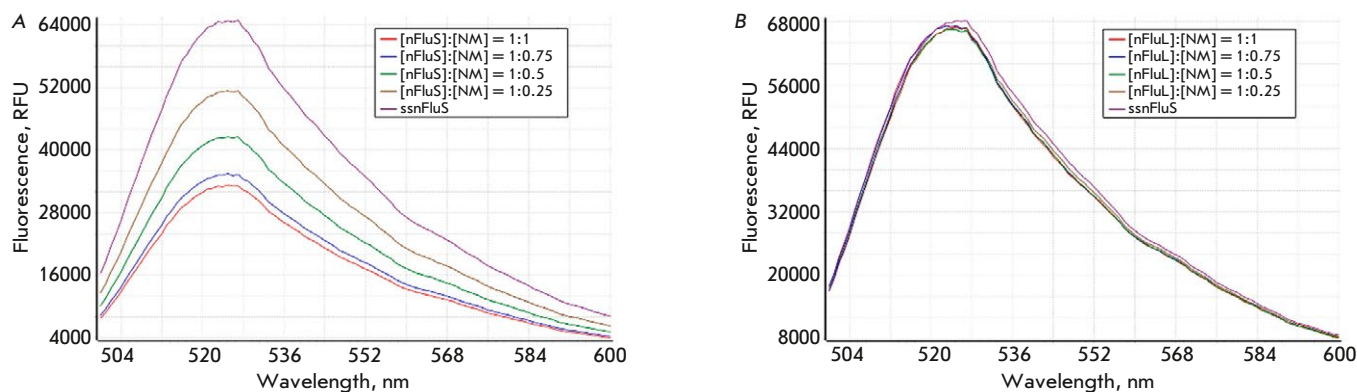 A
Fluorescence, RFU
64000
52000
40000
28000
16000
4000
[nFluS]:[NM] = 1:1
[nFluS]:[NM] = 1:0.75
[nFluS]:[NM] = 1:0.5
[nFluS]:[NM] = 1:0.25
ssnFluS
504 520 536 552 568 584 600
Wavelength, nm
B
Fluorescence, RFU
68000
56000
44000
32000
20000
8000
[nFluL]:[NM] = 1:1
[nFluL]:[NM] = 1:0.75
[nFluL]:[NM] = 1:0.5
[nFluL]:[NM] = 1:0.25
ssnFluS
504 520 536 552 568 584 600
Wavelength, nm